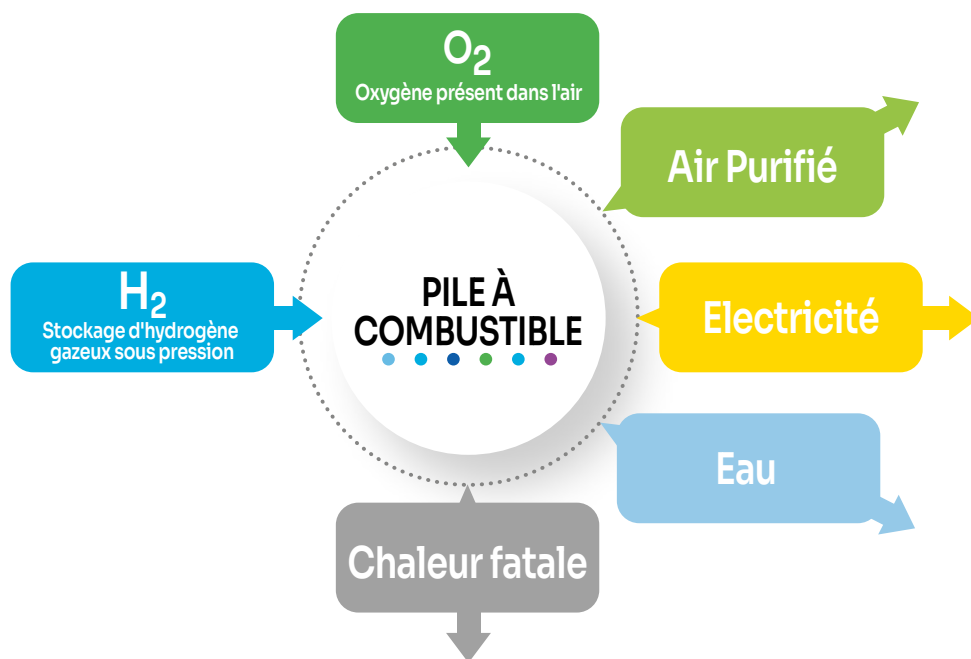 O₂
Oxygène présent dans l'air
Air Purifié
H₂
Stockage d'hydrogène
gazeux sous pression
PILE À
COMBUSTIBLE
Electricité
Eau
Chaleur fatale